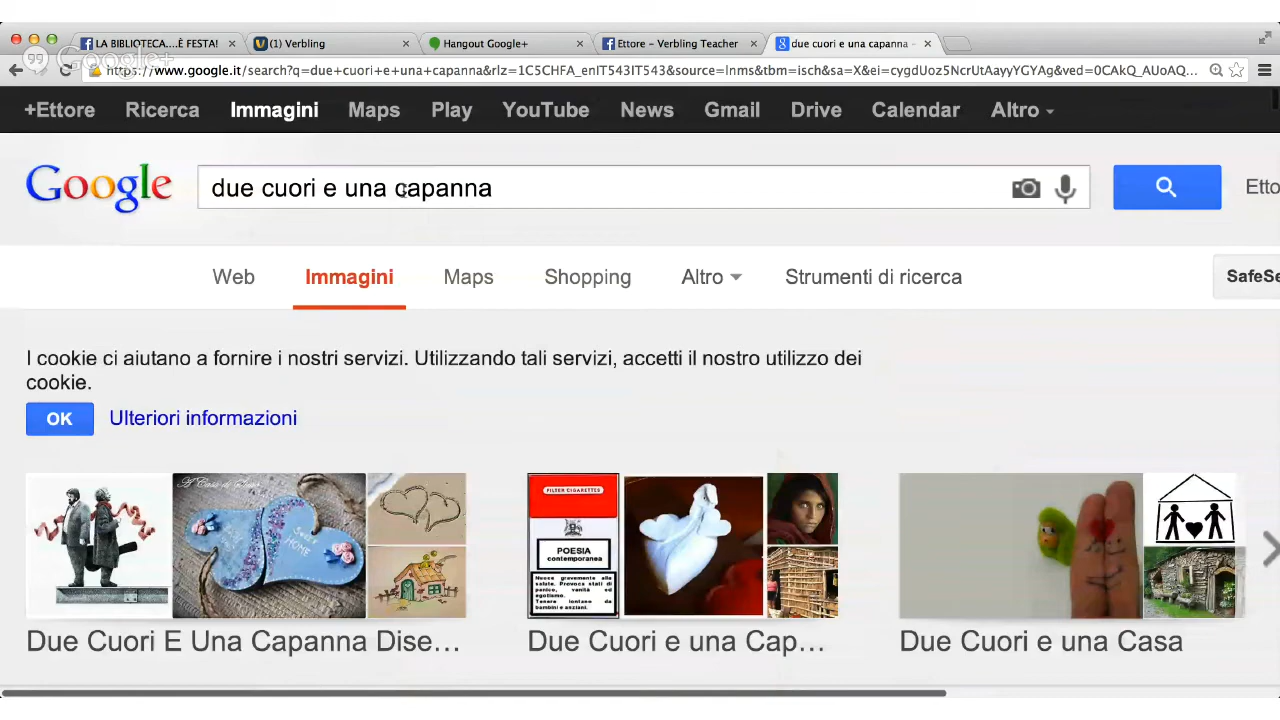 LA BIBLIOTECA....È FESTA!
(1) Verbling
Hangout Google+
Ettore - Verbling Teacher
due cuori e una capanna -
Google+
https://www.google.it/search?q=due+cuori+e+una+capanna&rlz=1C5CHFA_enIT543IT543&source=lnms&tbm=isch&sa=X&ei=cygdUoz5NcrUtAayyYGYAg&ved=0CAkQ_AUoAQ...
+Ettore Ricerca Immagini Maps Play YouTube News Gmail Drive Calendar Altro
Google
due cuori e una capanna
Etto
Web Immagini Maps Shopping Altro Strumenti di ricerca
SafeSe
I cookie ci aiutano a fornire i nostri servizi. Utilizzando tali servizi, accetti il nostro utilizzo dei
cookie.
OK Ulteriori informazioni
FILTER CIGARETTES
POESIA
contemporanea
Nuoce gravemente alla
salute. Provoca stati di
panico, vanità ed
egotismo.
Tenere lontano da
bambini e anziani.
HOME
Due Cuori E Una Capanna Dise...
Due Cuori e una Cap...
Due Cuori e una Casa